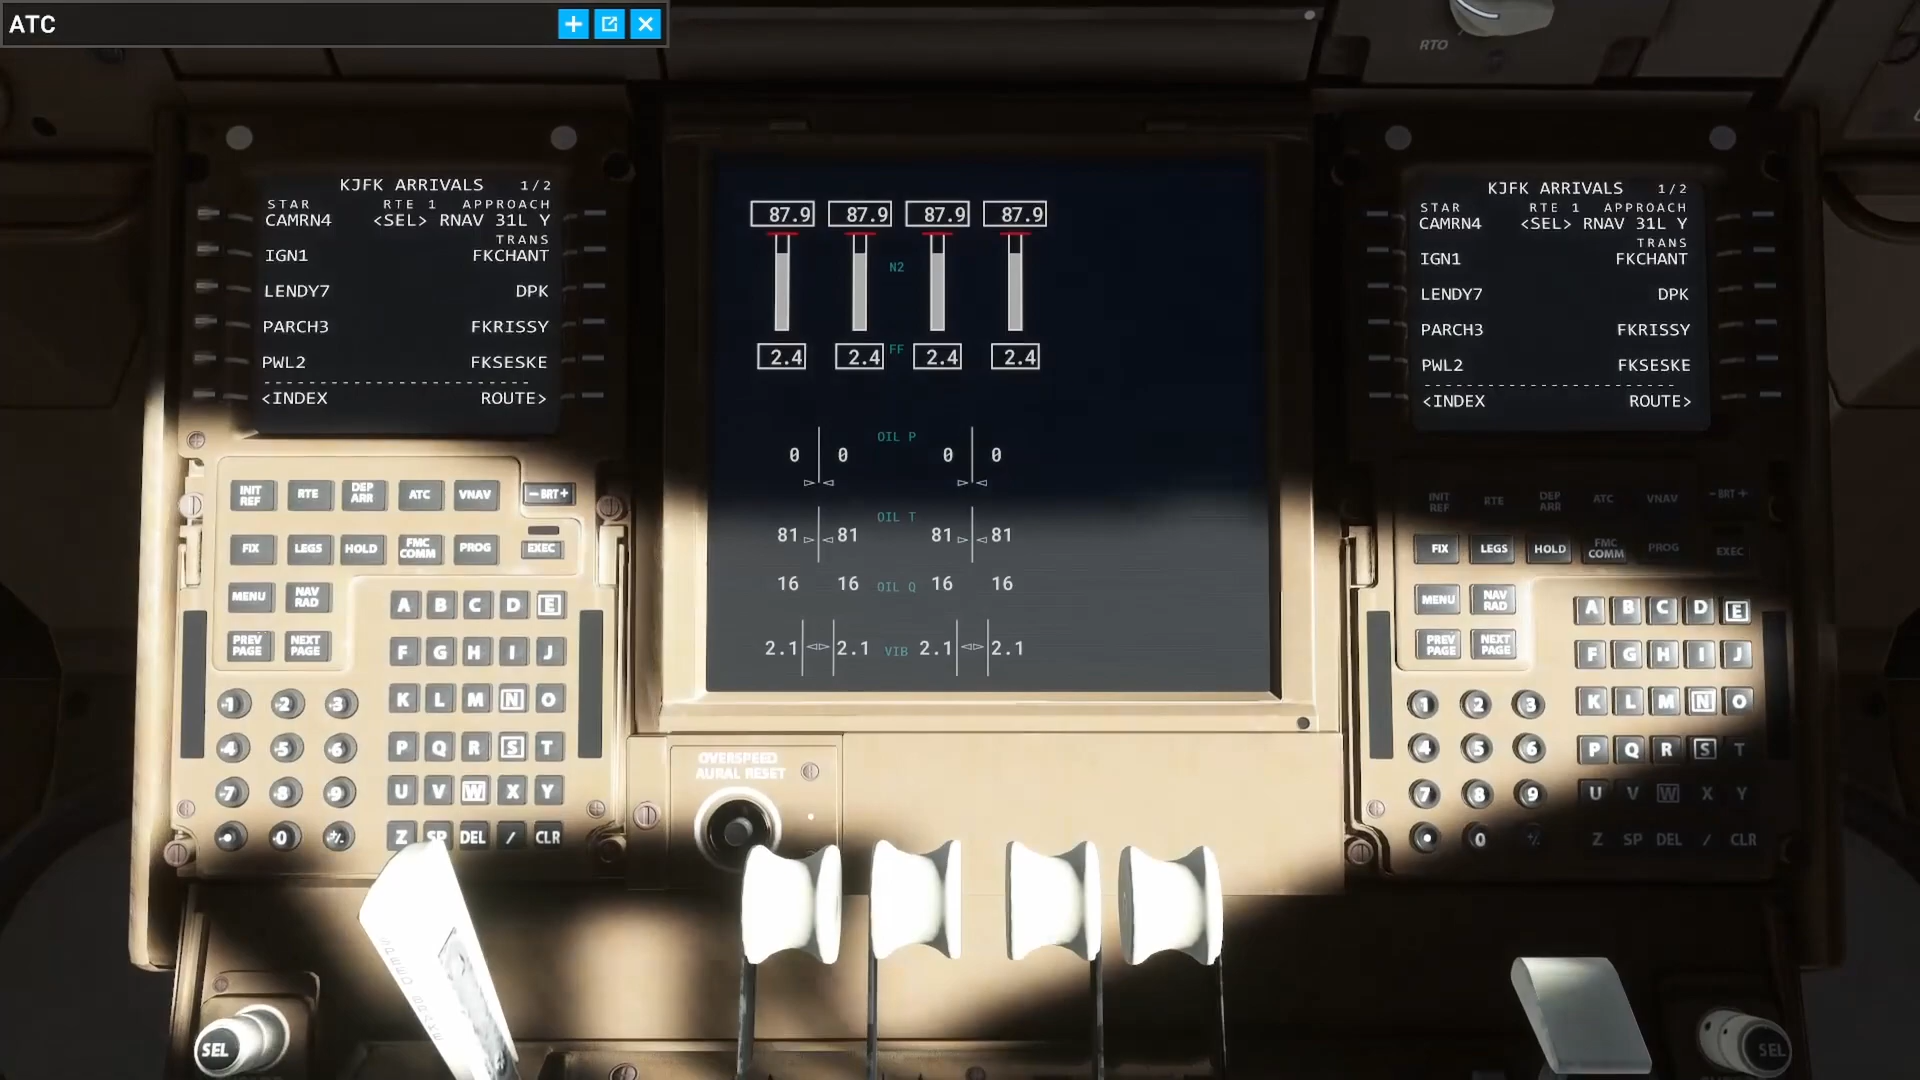 ATC
RTO
KJFK ARRIVALS 1/2
STAR RTE 1 APPROACH
CAMRN4 <SEL> RNAV 31L Y
TRANS
IGN1 FKCHANT
LENDY7 DPK
PARCH3 FKRISSY
PWL2 FKSESKE
------------------------
<INDEX ROUTE>
87.9 87.9 87.9 87.9
N2
2.4 2.4 FF 2.4 2.4
OIL P
0 0 0 0
OIL T
81 81 81 81
16 16 OIL Q 16 16
2.1 2.1 VIB 2.1 2.1
KJFK ARRIVALS 1/2
STAR RTE 1 APPROACH
CAMRN4 <SEL> RNAV 31L Y
TRANS
IGN1 FKCHANT
LENDY7 DPK
PARCH3 FKRISSY
PWL2 FKSESKE
------------------------
<INDEX ROUTE>
INIT REF RTE DEP ARR ATC VNAV - BRT +
FIX LEGS HOLD FMC COMM PROG EXEC
MENU NAV RAD
PREV PAGE NEXT PAGE
A B C D E
F G H I J
1 2 3 K L M N O
4 5 6 P Q R S T
7 8 9 U V W X Y
. 0 +/- Z SP DEL / CLR
OVERSPEED
AURAL RESET
INIT REF RTE DEP ARR ATC VNAV - BRT +
FIX LEGS HOLD FMC COMM PROG EXEC
MENU NAV RAD
PREV PAGE NEXT PAGE
A B C D E
F G H I J
1 2 3 K L M N O
4 5 6 P Q R S T
7 8 9 U V W X Y
. 0 +/- Z SP DEL / CLR
SPEED BRAKE
SEL
SEL